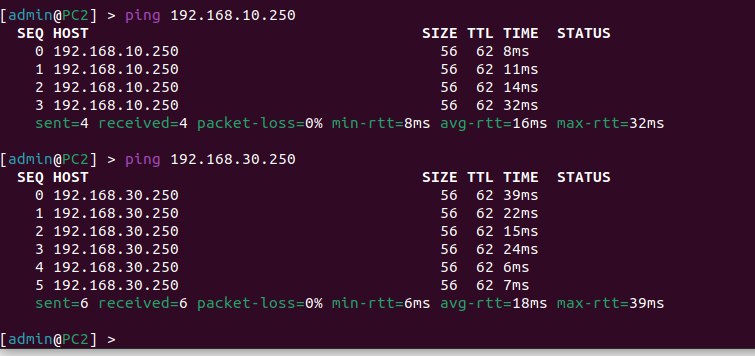 [admin@PC2] > ping 192.168.10.250
SEQ HOST SIZE TTL TIME STATUS
0 192.168.10.250 56 62 8ms
1 192.168.10.250 56 62 11ms
2 192.168.10.250 56 62 14ms
3 192.168.10.250 56 62 32ms
sent=4 received=4 packet-loss=0% min-rtt=8ms avg-rtt=16ms max-rtt=32ms
[admin@PC2] > ping 192.168.30.250
SEQ HOST SIZE TTL TIME STATUS
0 192.168.30.250 56 62 39ms
1 192.168.30.250 56 62 22ms
2 192.168.30.250 56 62 15ms
3 192.168.30.250 56 62 24ms
4 192.168.30.250 56 62 6ms
5 192.168.30.250 56 62 7ms
sent=6 received=6 packet-loss=0% min-rtt=6ms avg-rtt=18ms max-rtt=39ms
[admin@PC2] >